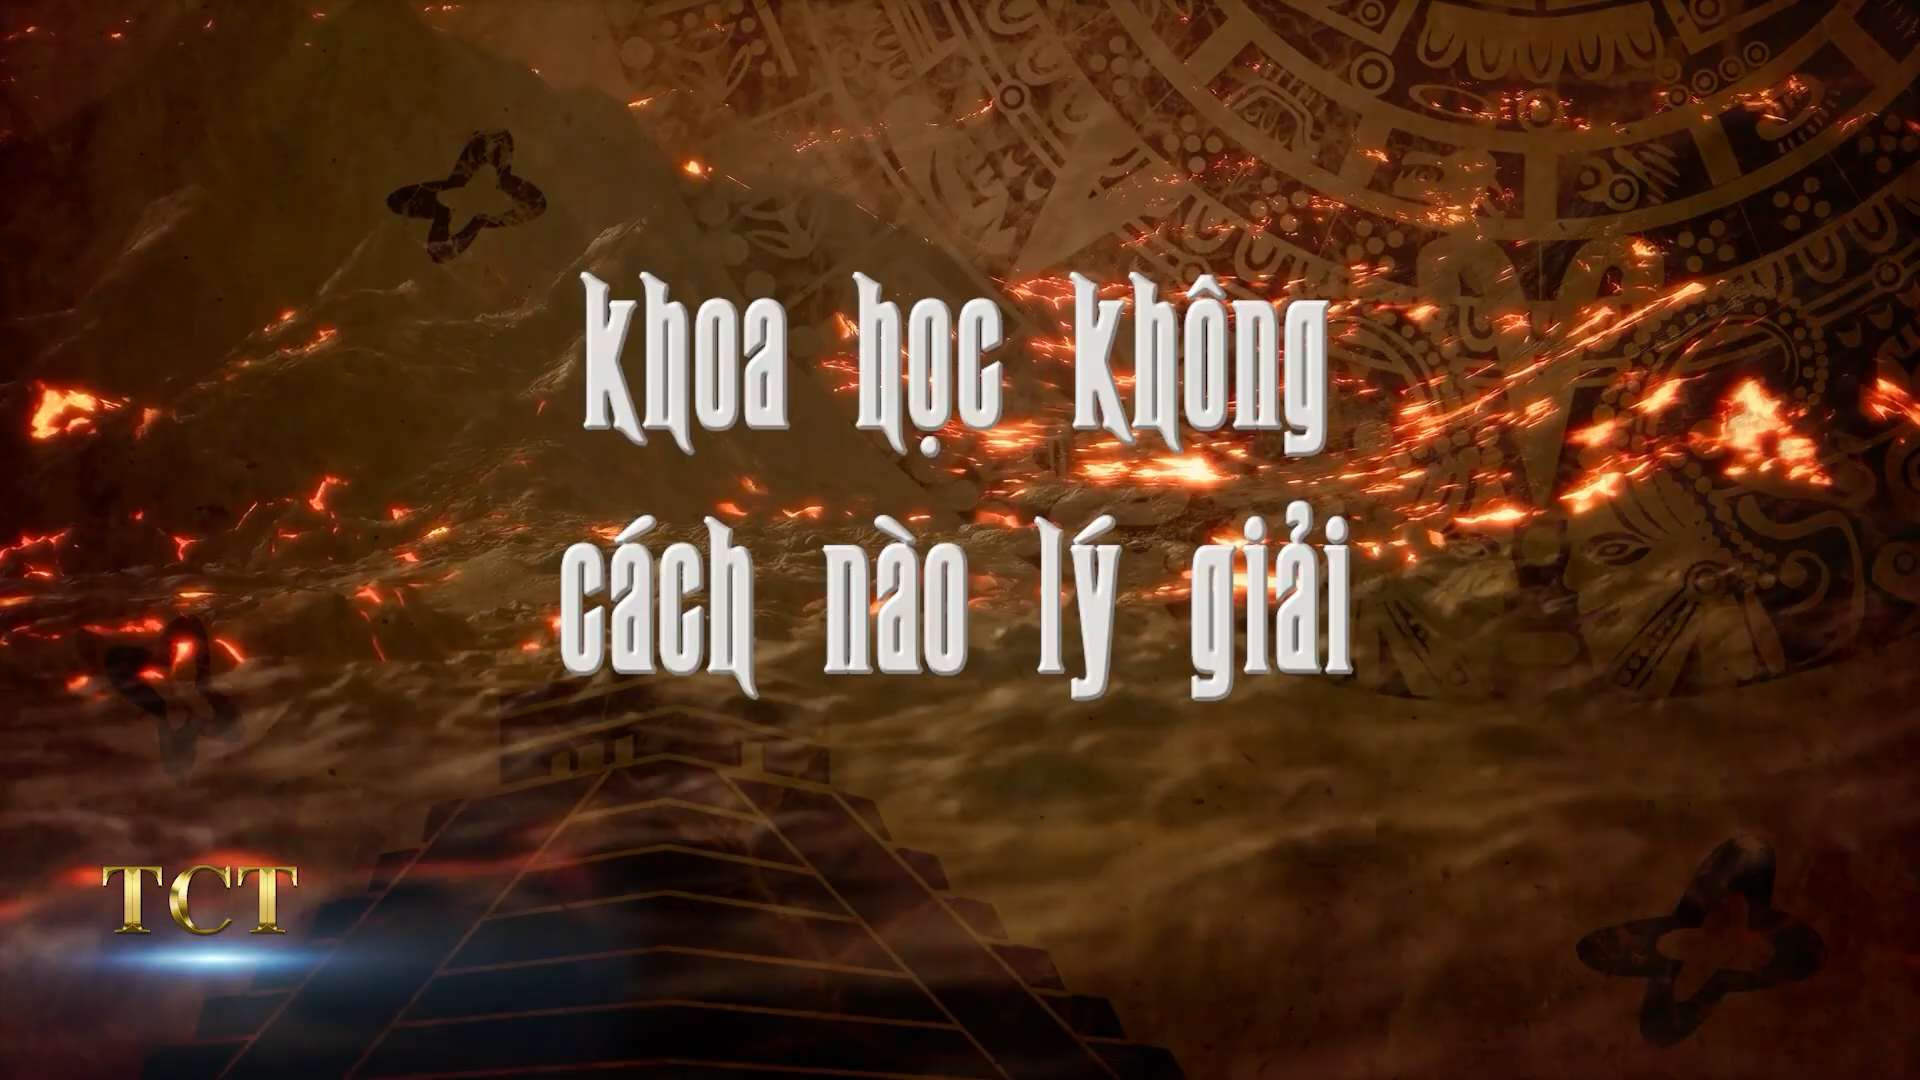 khoa học không
cách nào lý giải
TCT